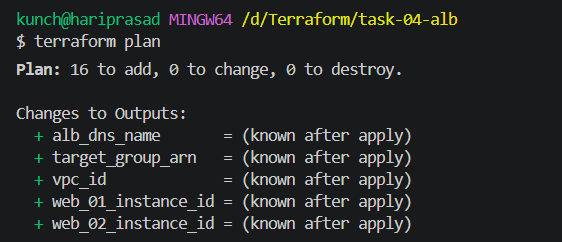 kunch@hariprasad MINGW64 /d/Terraform/task-04-alb
$ terraform plan
Plan: 16 to add, 0 to change, 0 to destroy.
Changes to Outputs:
+ alb_dns_name = (known after apply)
+ target_group_arn = (known after apply)
+ vpc_id = (known after apply)
+ web_01_instance_id = (known after apply)
+ web_02_instance_id = (known after apply)